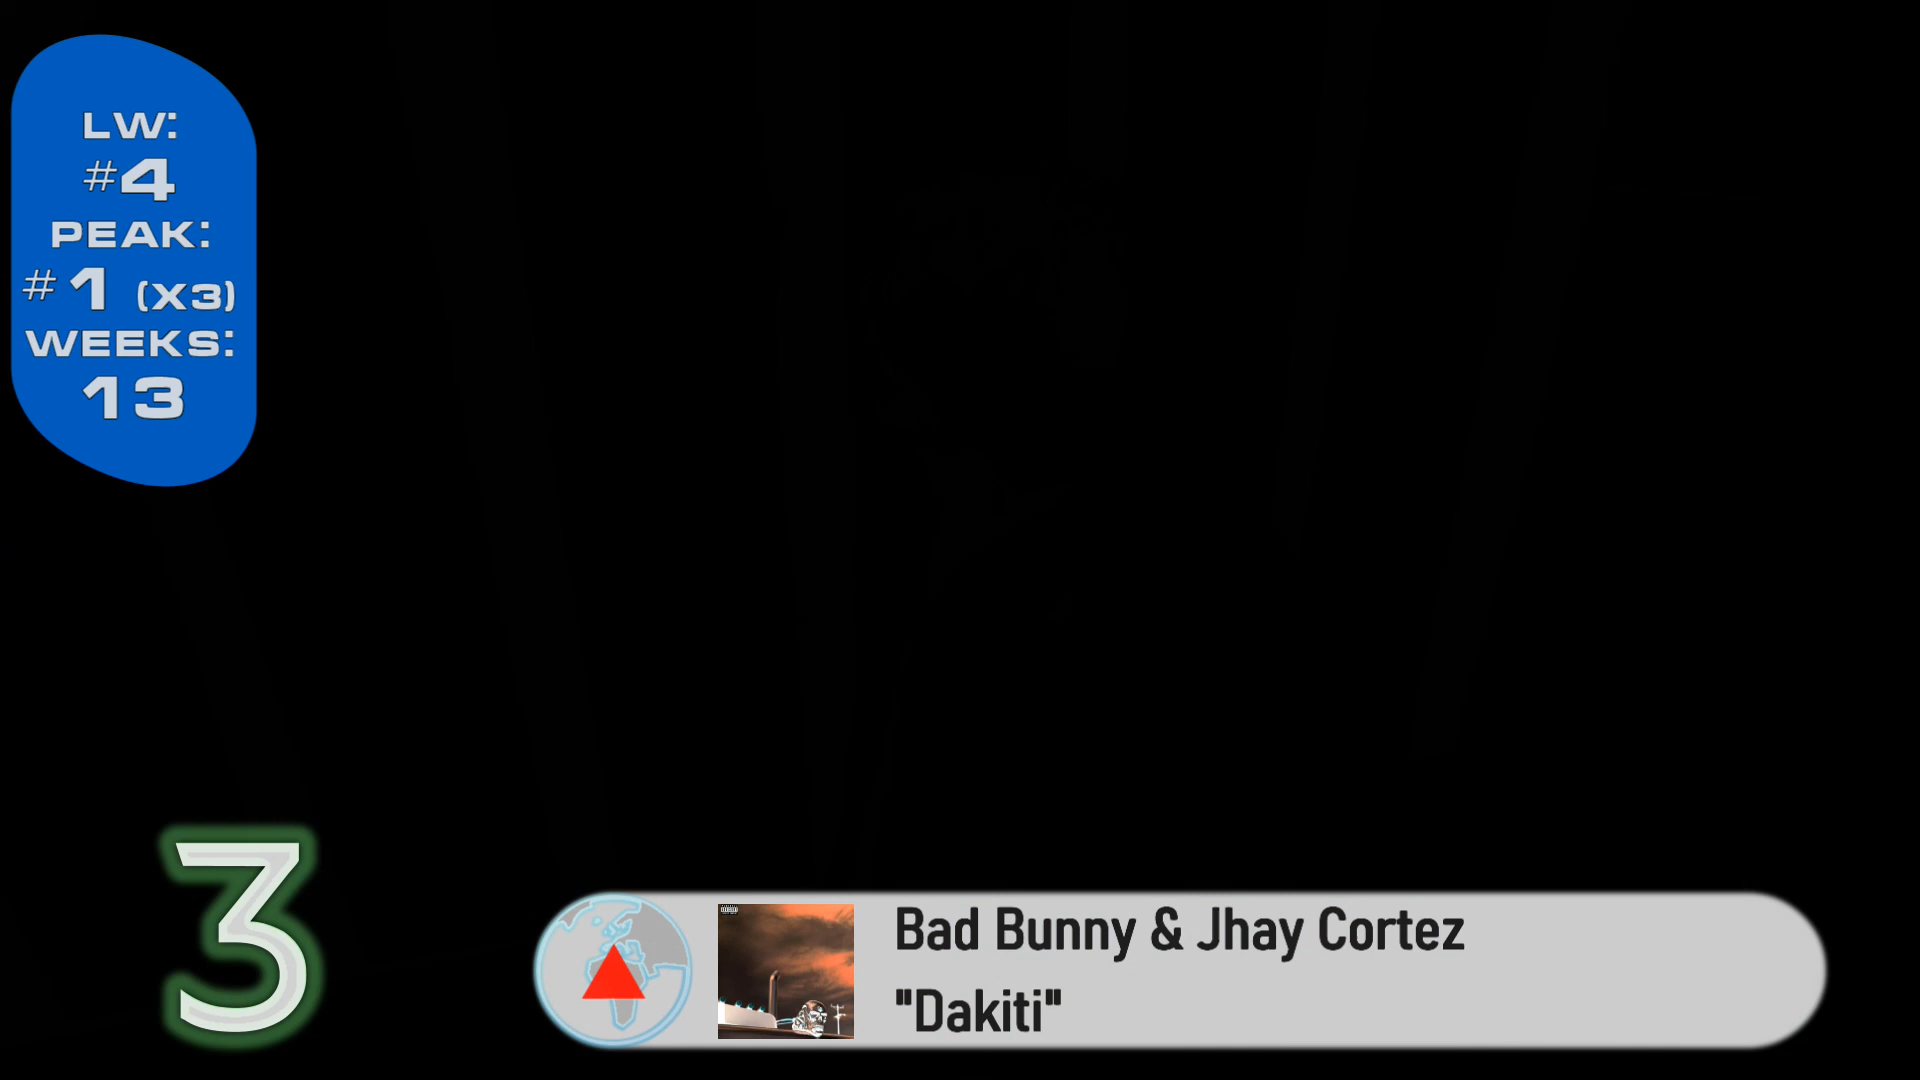 LW:
#4
PEAK:
#1 (X3)
WEEKS:
13
3
Bad Bunny & Jhay Cortez
"Dakiti"